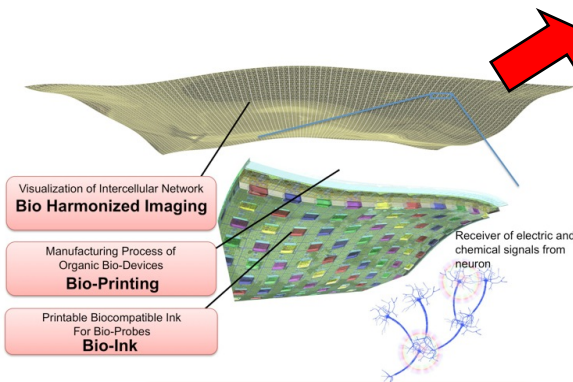 Visualization of Intercellular Network
Bio Harmonized Imaging
Manufacturing Process of
Organic Bio-Devices
Bio-Printing
Printable Biocompatible Ink
For Bio-Probes
Bio-Ink
Receiver of electric and
chemical signals from
neuron